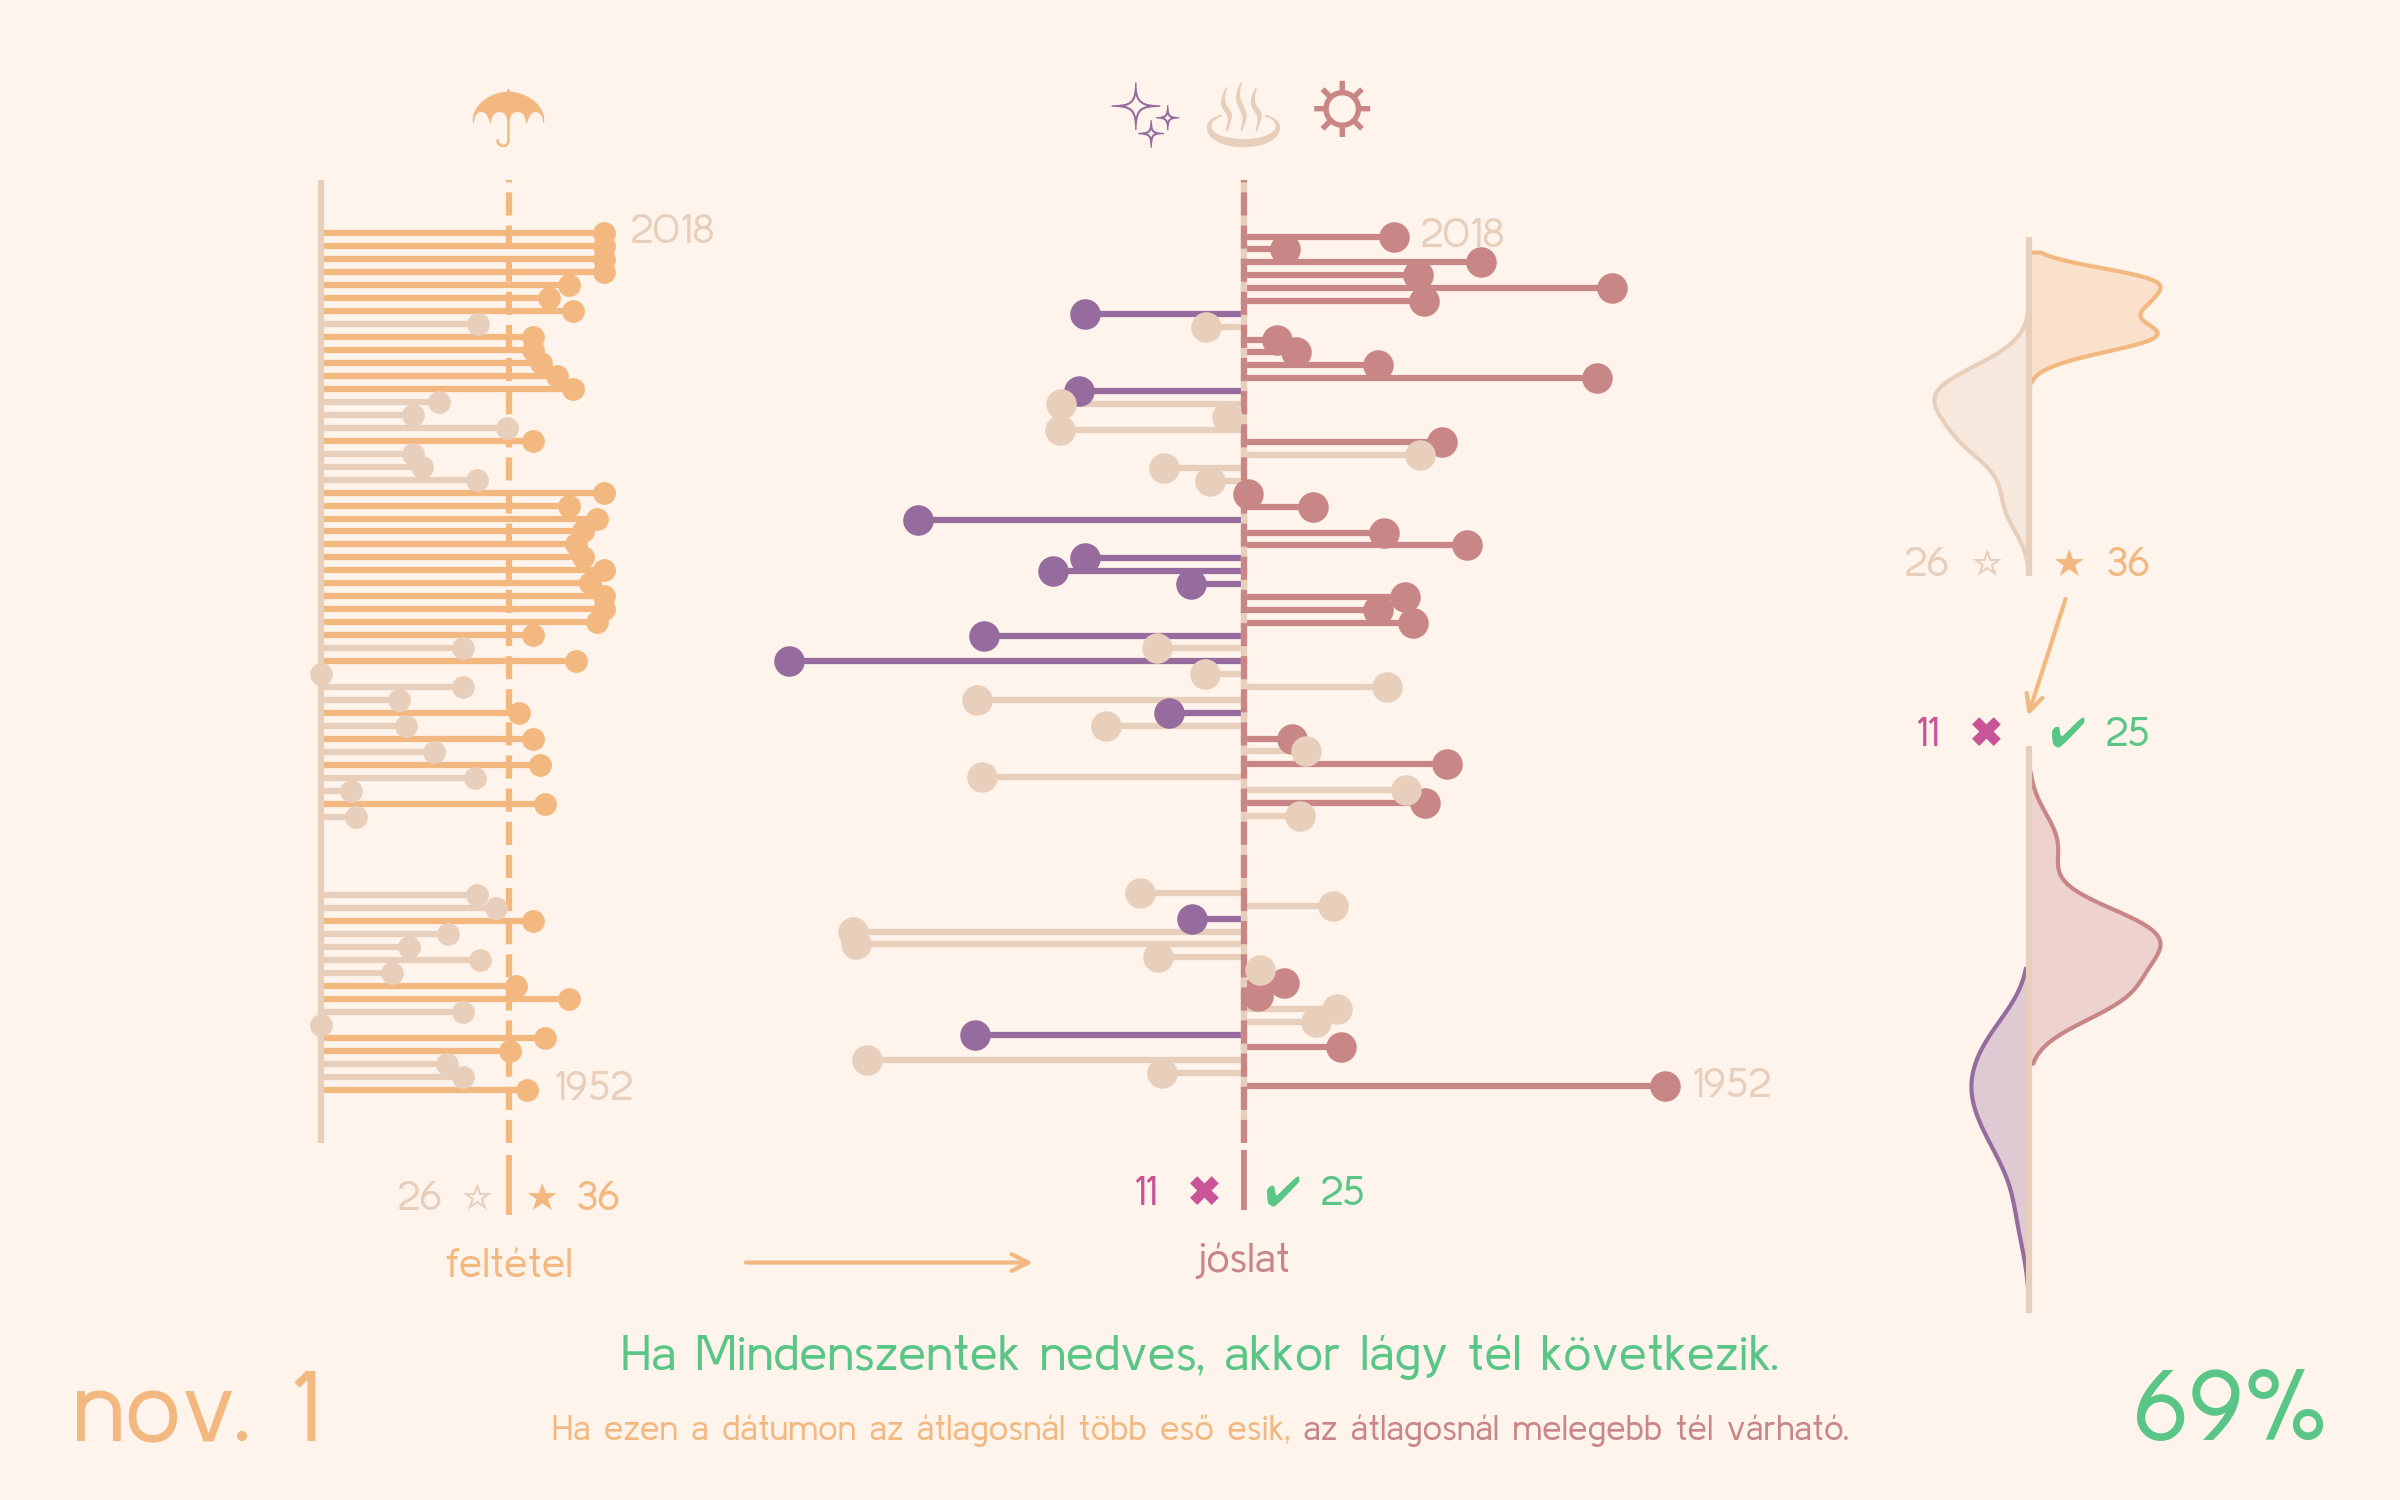 2018
2018
26 ☆ ★ 36
11 ✖ ✔ 25
1952
1952
26 ☆ ★ 36
11 ✖ ✔ 25
feltétel
jóslat
Ha Mindenszentek nedves, akkor lágy tél következik.
nov. 1
Ha ezen a dátumon az átlagosnál több eső esik, az átlagosnál melegebb tél várható.
69%